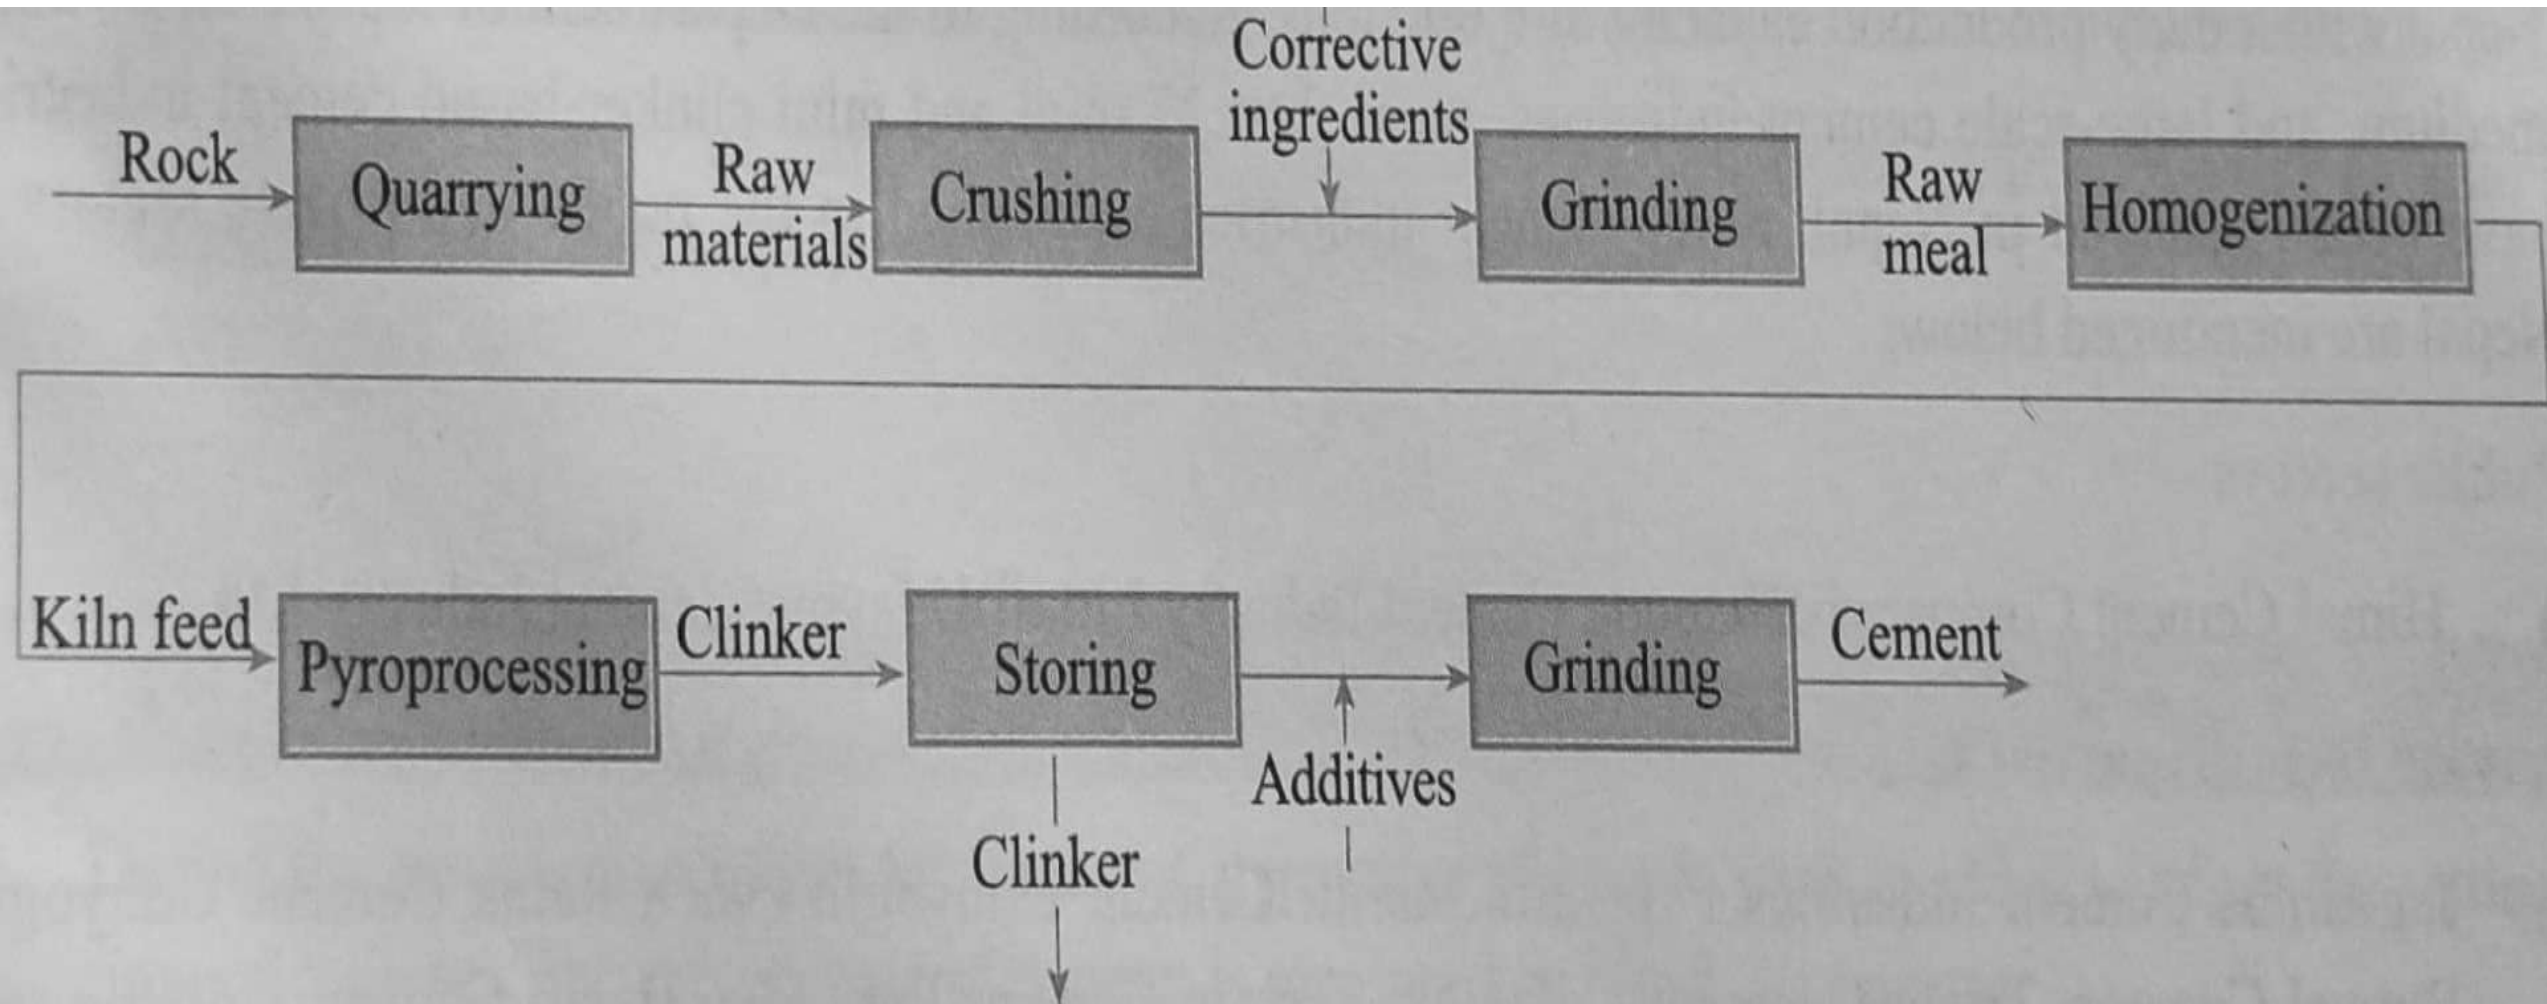 Corrective
ingredients
Rock
Quarrying
Raw
materials
Crushing
Grinding
Raw
meal
Homogenization
Kiln feed
Pyroprocessing
Clinker
Storing
Additives
Grinding
Cement
Clinker